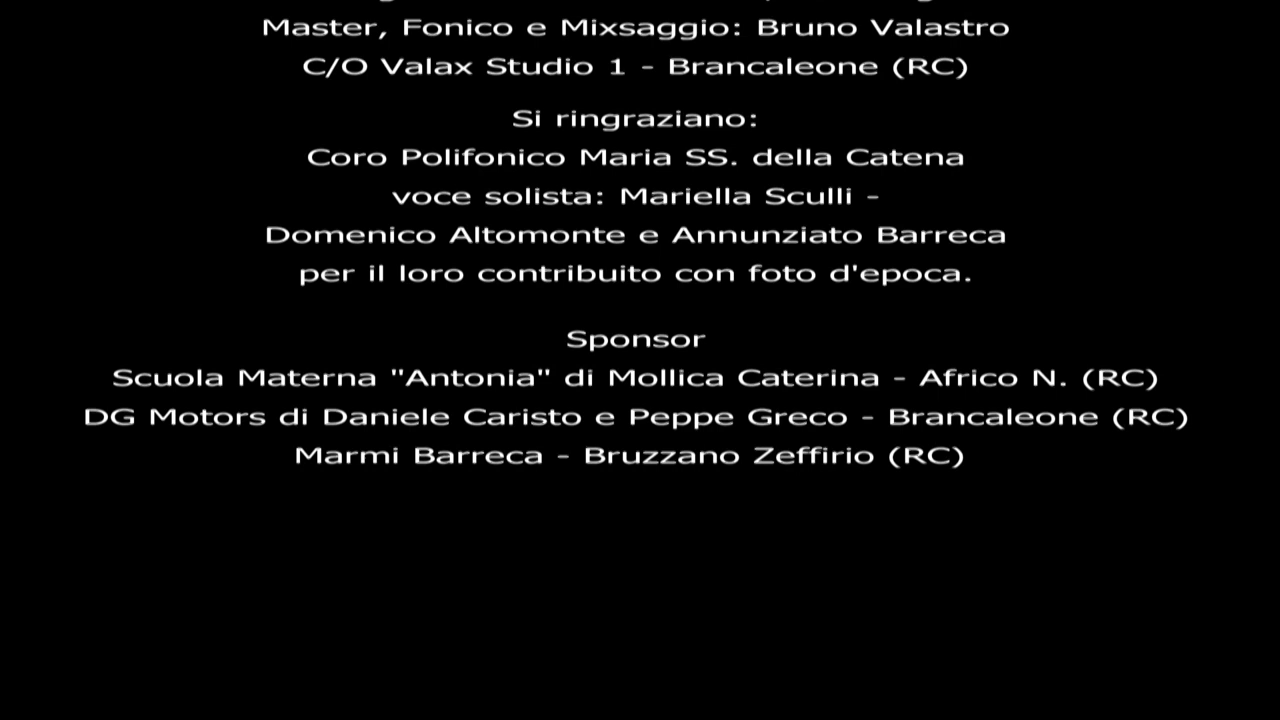 Master, Fonico e Mixsaggio: Bruno Valastro
C/O Valax Studio 1 - Brancaleone (RC)
Si ringraziano:
Coro Polifonico Maria SS. della Catena
voce solista: Mariella Sculli -
Domenico Altomonte e Annunziato Barreca
per il loro contribuito con foto d'epoca.
Sponsor
Scuola Materna "Antonia" di Mollica Caterina - Africo N. (RC)
DG Motors di Daniele Caristo e Peppe Greco - Brancaleone (RC)
Marmi Barreca - Bruzzano Zeffirio (RC)